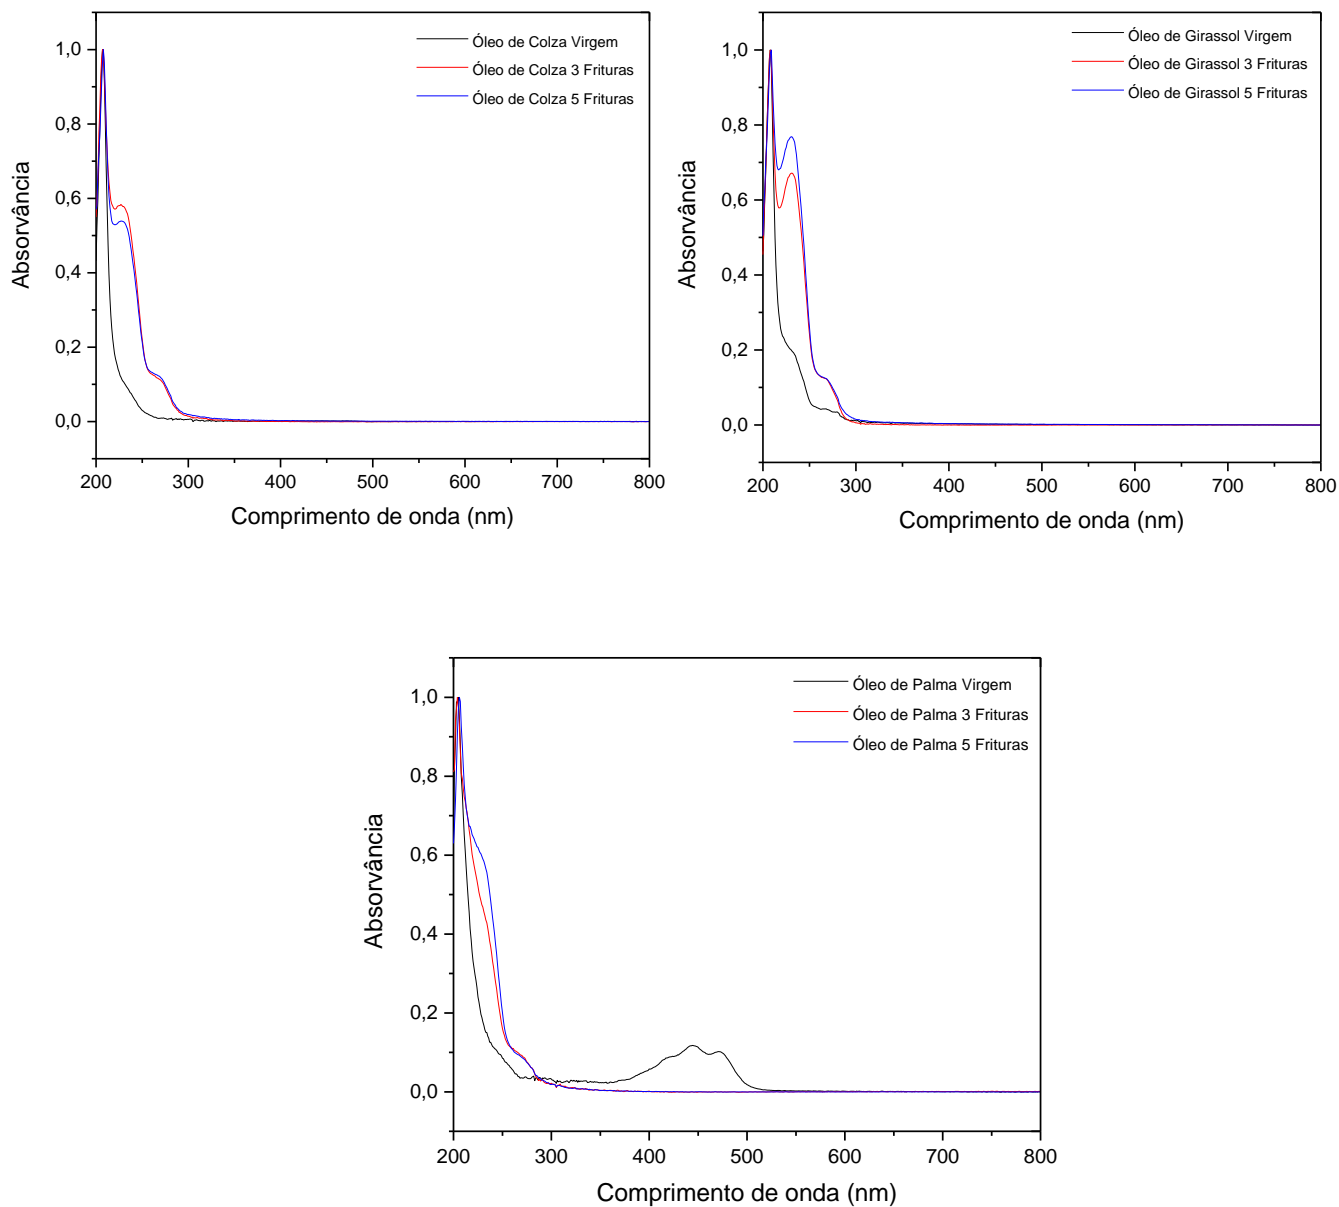 Óleo de Colza Virgem
Óleo de Colza 3 Frituras
Óleo de Colza 5 Frituras
1,0
0,8
0,6
0,4
0,2
0,0
Absorvância
200 300 400 500 600 700 800
Comprimento de onda (nm)
Óleo de Girassol Virgem
Óleo de Girassol 3 Frituras
Óleo de Girassol 5 Frituras
1,0
0,8
0,6
0,4
0,2
0,0
Absorvância
200 300 400 500 600 700 800
Comprimento de onda (nm)
Óleo de Palma Virgem
Óleo de Palma 3 Frituras
Óleo de Palma 5 Frituras
1,0
0,8
0,6
0,4
0,2
0,0
Absorvância
200 300 400 500 600 700 800
Comprimento de onda (nm)